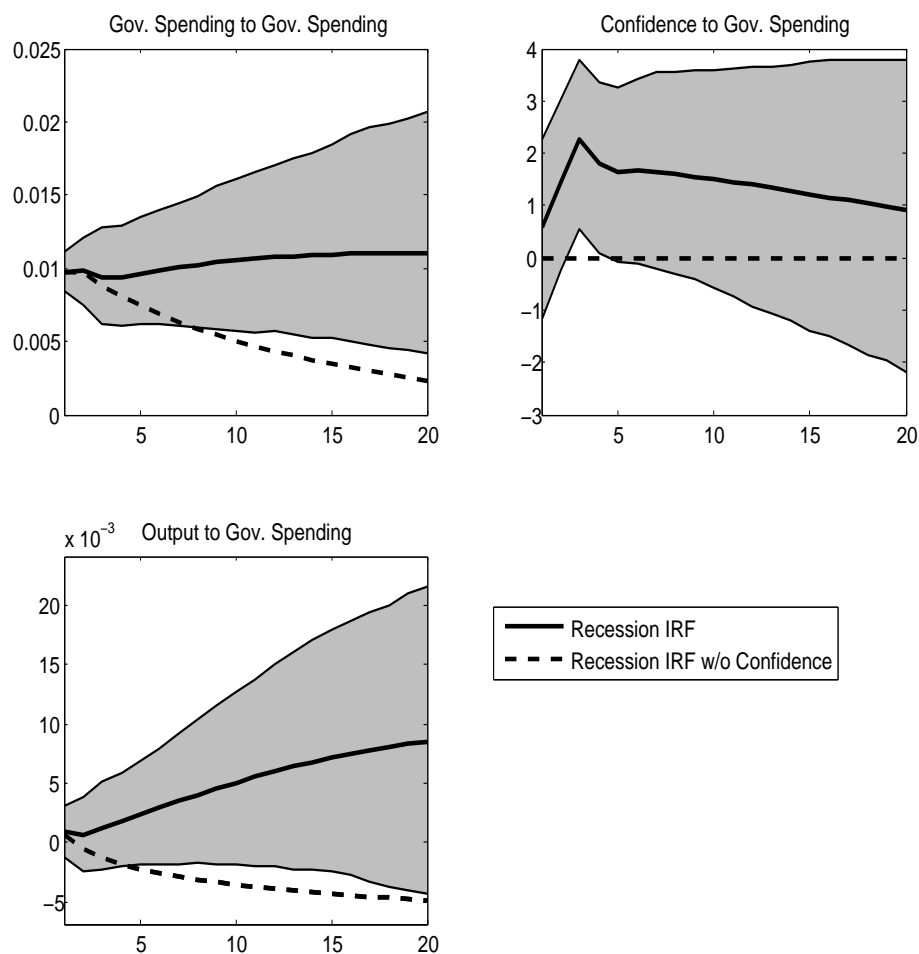 Gov. Spending to Gov. Spending
0.025
0.02
0.015
0.01
0.005
0
5 10 15 20
Confidence to Gov. Spending
4
3
2
1
0
−1
−2
−3
5 10 15 20
x 10−3 Output to Gov. Spending
20
15
10
5
0
−5
5 10 15 20
Recession IRF
Recession IRF w/o Confidence